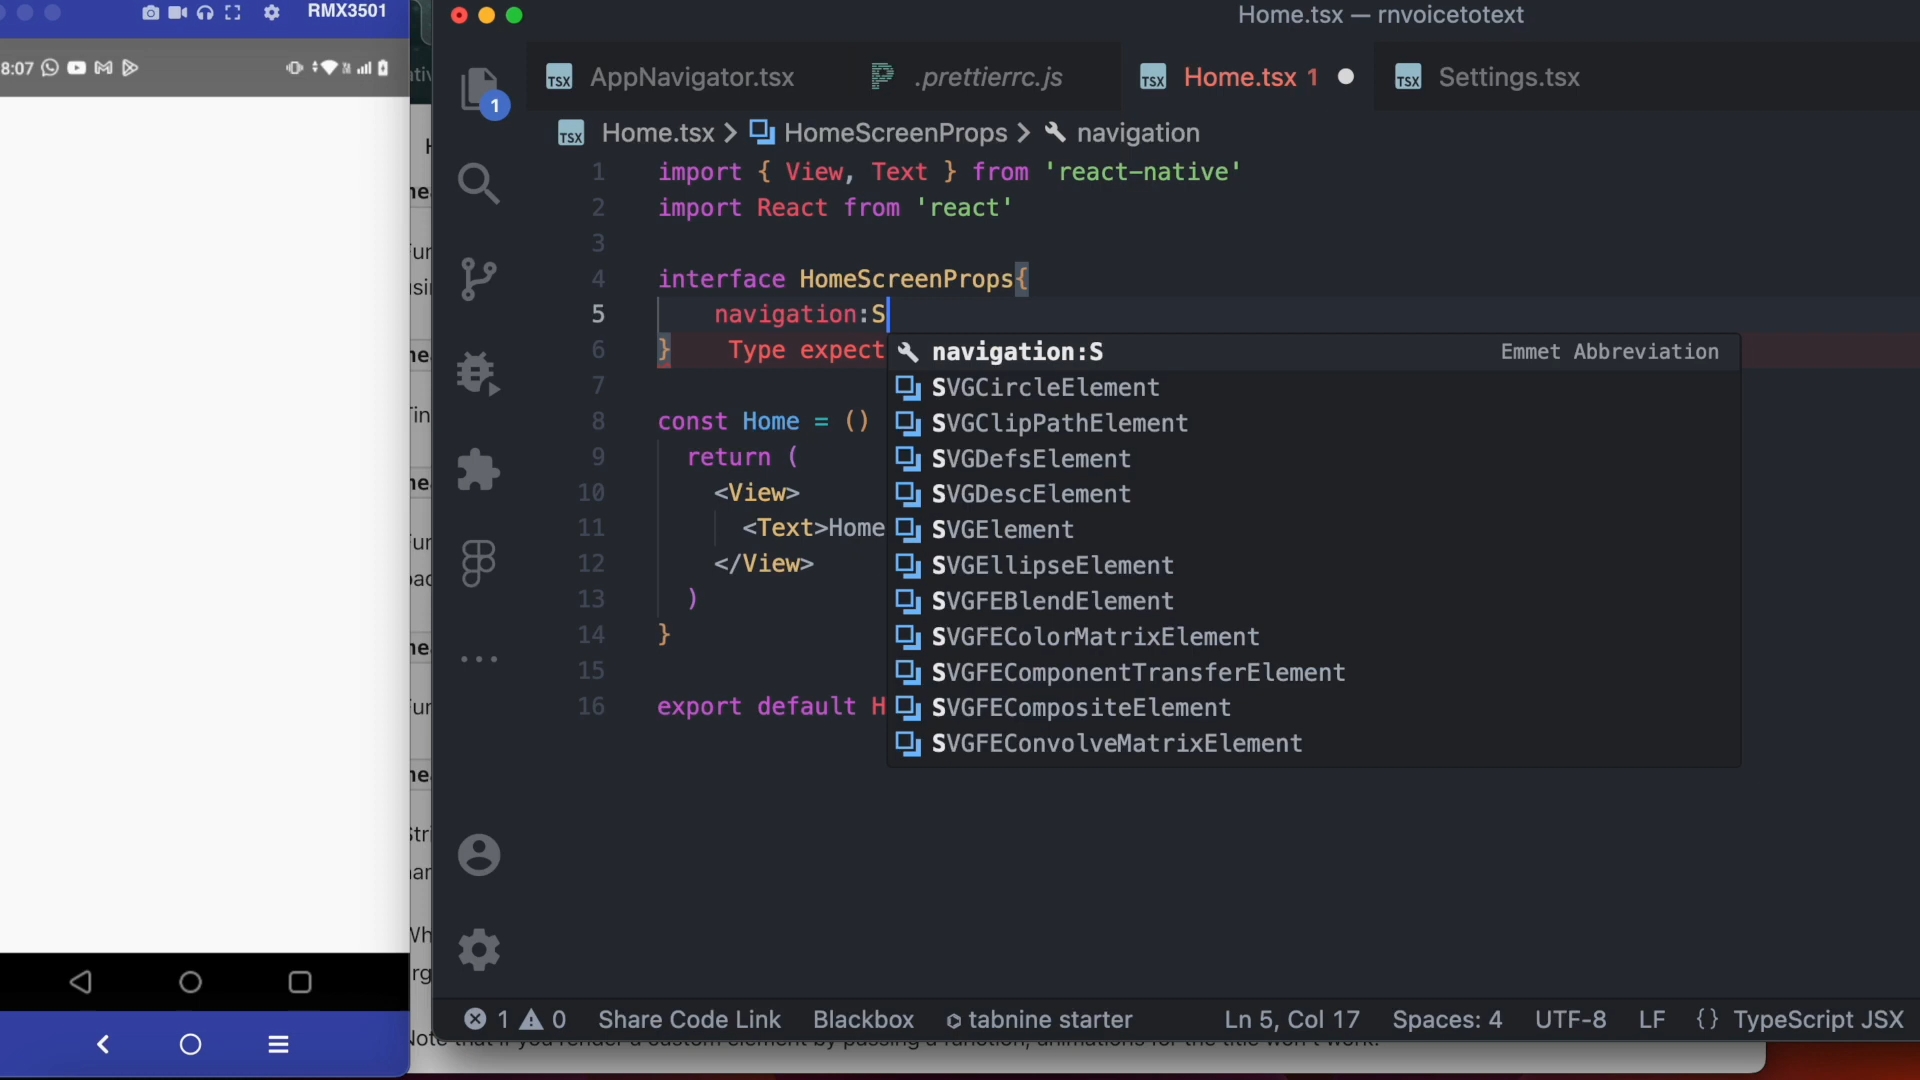 RMX3501
8:07
Home.tsx — rnvoicetotext
AppNavigator.tsx
.prettierrc.js
Home.tsx 1
Settings.tsx
1
Home.tsx > HomeScreenProps > navigation
1 import { View, Text } from 'react-native'
2 import React from 'react'
3
4 interface HomeScreenProps{
5 navigation:S
6 } Type expect
7
8 const Home = ()
9 return (
10 <View>
11 <Text>Home
12 </View>
13 )
14 }
15
16 export default H
navigation:S Emmet Abbreviation
SVGCircleElement
SVGClipPathElement
SVGDefsElement
SVGDescElement
SVGElement
SVGEllipseElement
SVGFEBlendElement
SVGFEColorMatrixElement
SVGFEComponentTransferElement
SVGFECompositeElement
SVGFEConvolveMatrixElement
1 0 Share Code Link Blackbox tabnine starter Ln 5, Col 17 Spaces: 4 UTF-8 LF {} TypeScript JSX